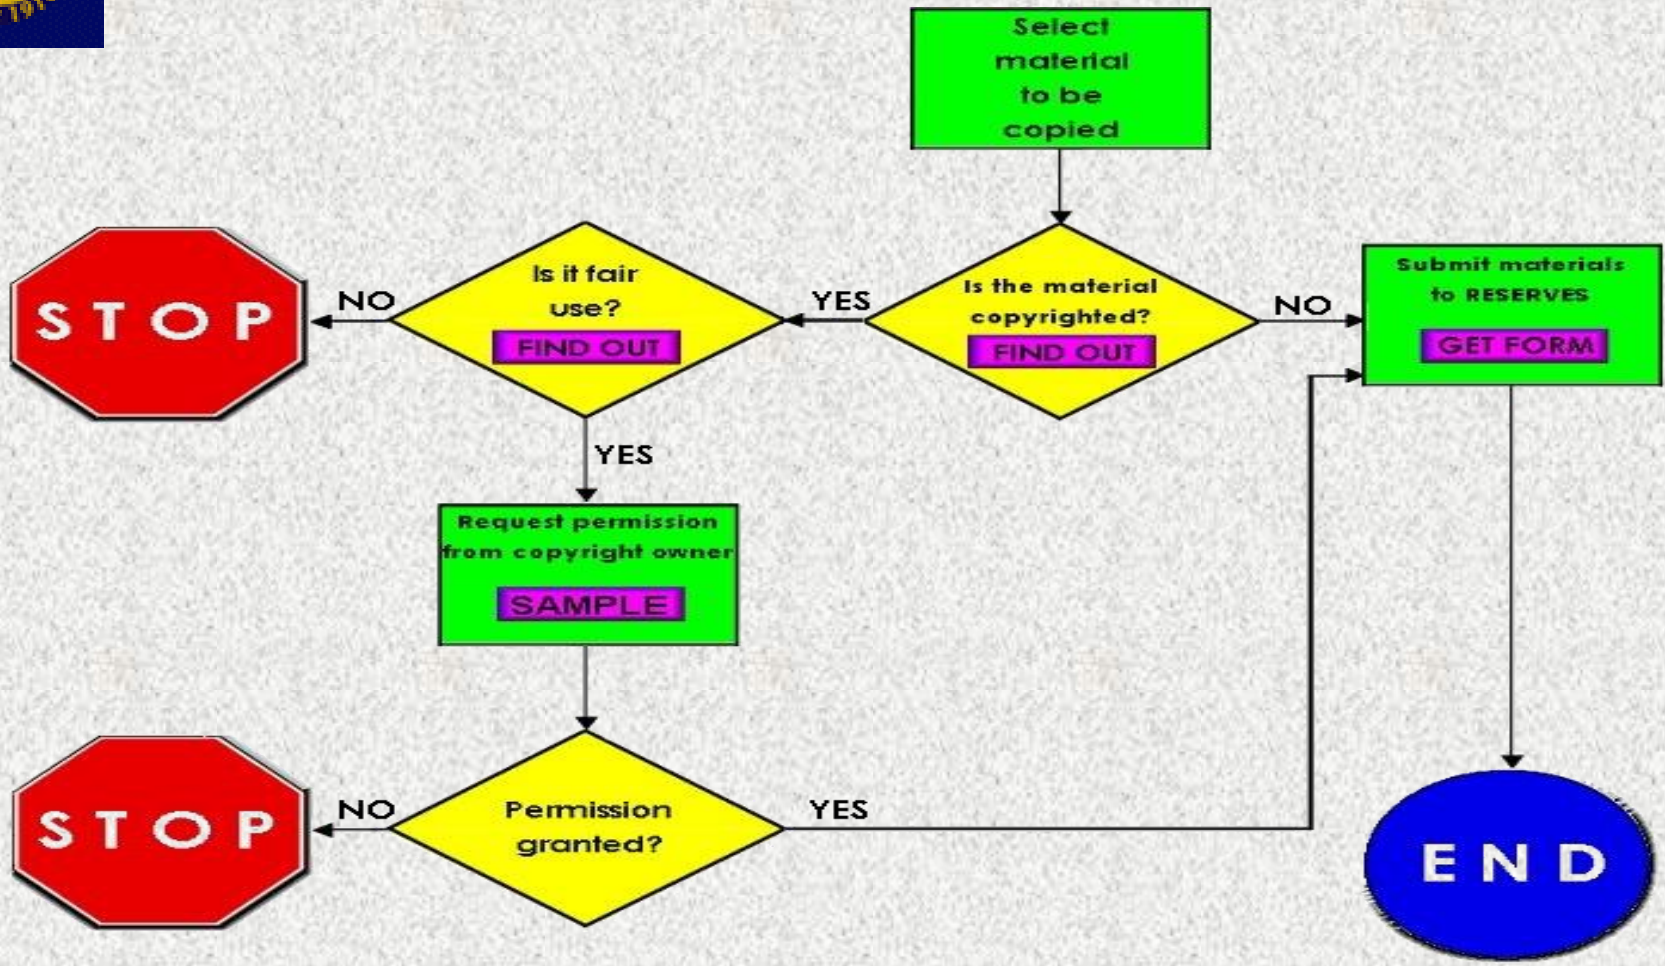 Select
material
to be
copied
Is the material
copyrighted?
FIND OUT
YES
NO
Is it fair
use?
FIND OUT
NO
STOP
YES
Submit materials
to RESERVES
GET FORM
Request permission
from copyright owner
SAMPLE
Permission
granted?
NO
STOP
YES
END